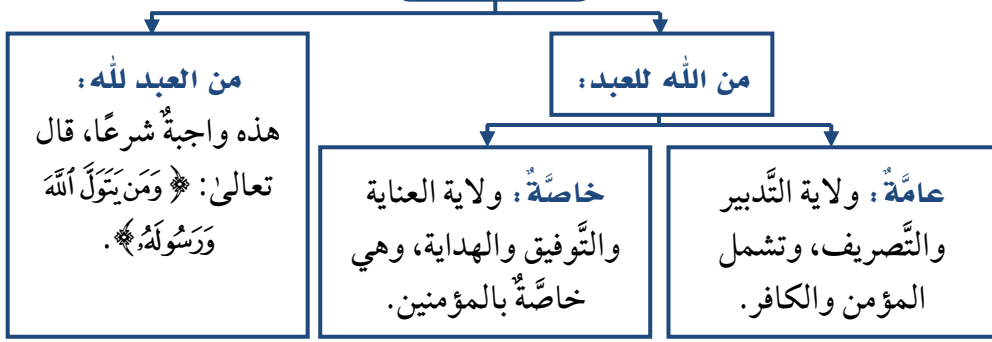 من الله للعبد:
عامَّةٌ: ولاية التَّدبير
والتَّصريف، وتشمل
المؤمن والكافر.
خاصَّةٌ: ولاية العناية
والتَّوفيق والهداية، وهي
خاصَّةٌ بالمؤمنين.
من العبد لله:
هذه واجبةٌ شرعًا، قال
تعالىٰ: ﴿وَمَن يَتَوَلَّ ٱللَّهَ
وَرَسُولَهُۥ﴾.